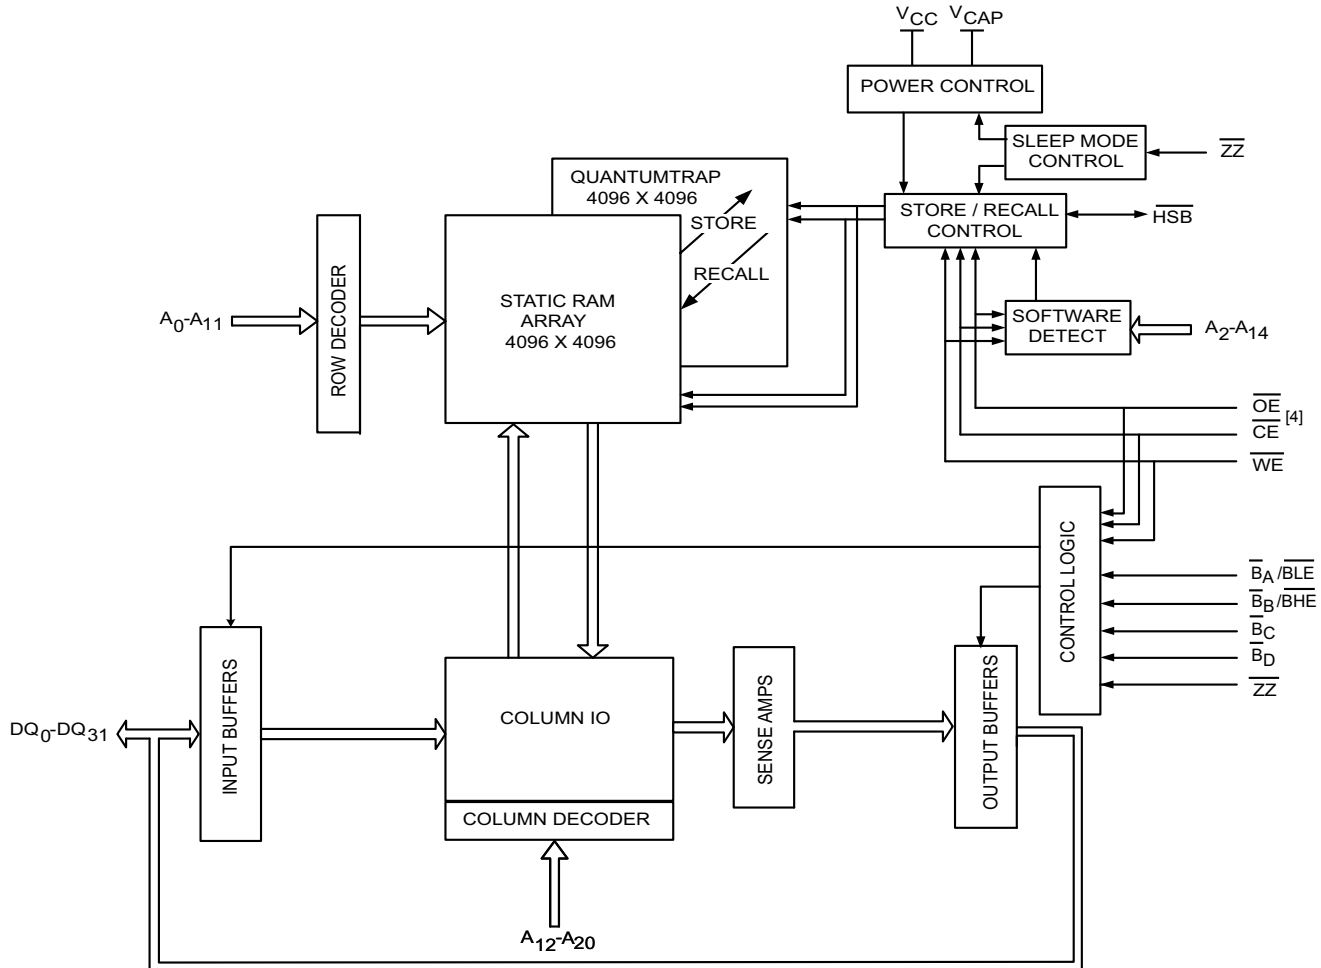 VCC
VCAP
POWER CONTROL
SLEEP MODE
CONTROL
ZZ
QUANTUMTRAP
4096 X 4096
STORE
RECALL
STORE / RECALL
CONTROL
HSB
ROW DECODER
A0-A11
STATIC RAM
ARRAY
4096 X 4096
SOFTWARE
DETECT
A2-A14
OE
CE [4]
WE
CONTROL LOGIC
BA/BLE
BB/BHE
BC
BD
ZZ
DQ0-DQ31
INPUT BUFFERS
COLUMN IO
COLUMN DECODER
SENSE AMPS
OUTPUT BUFFERS
A12-A20